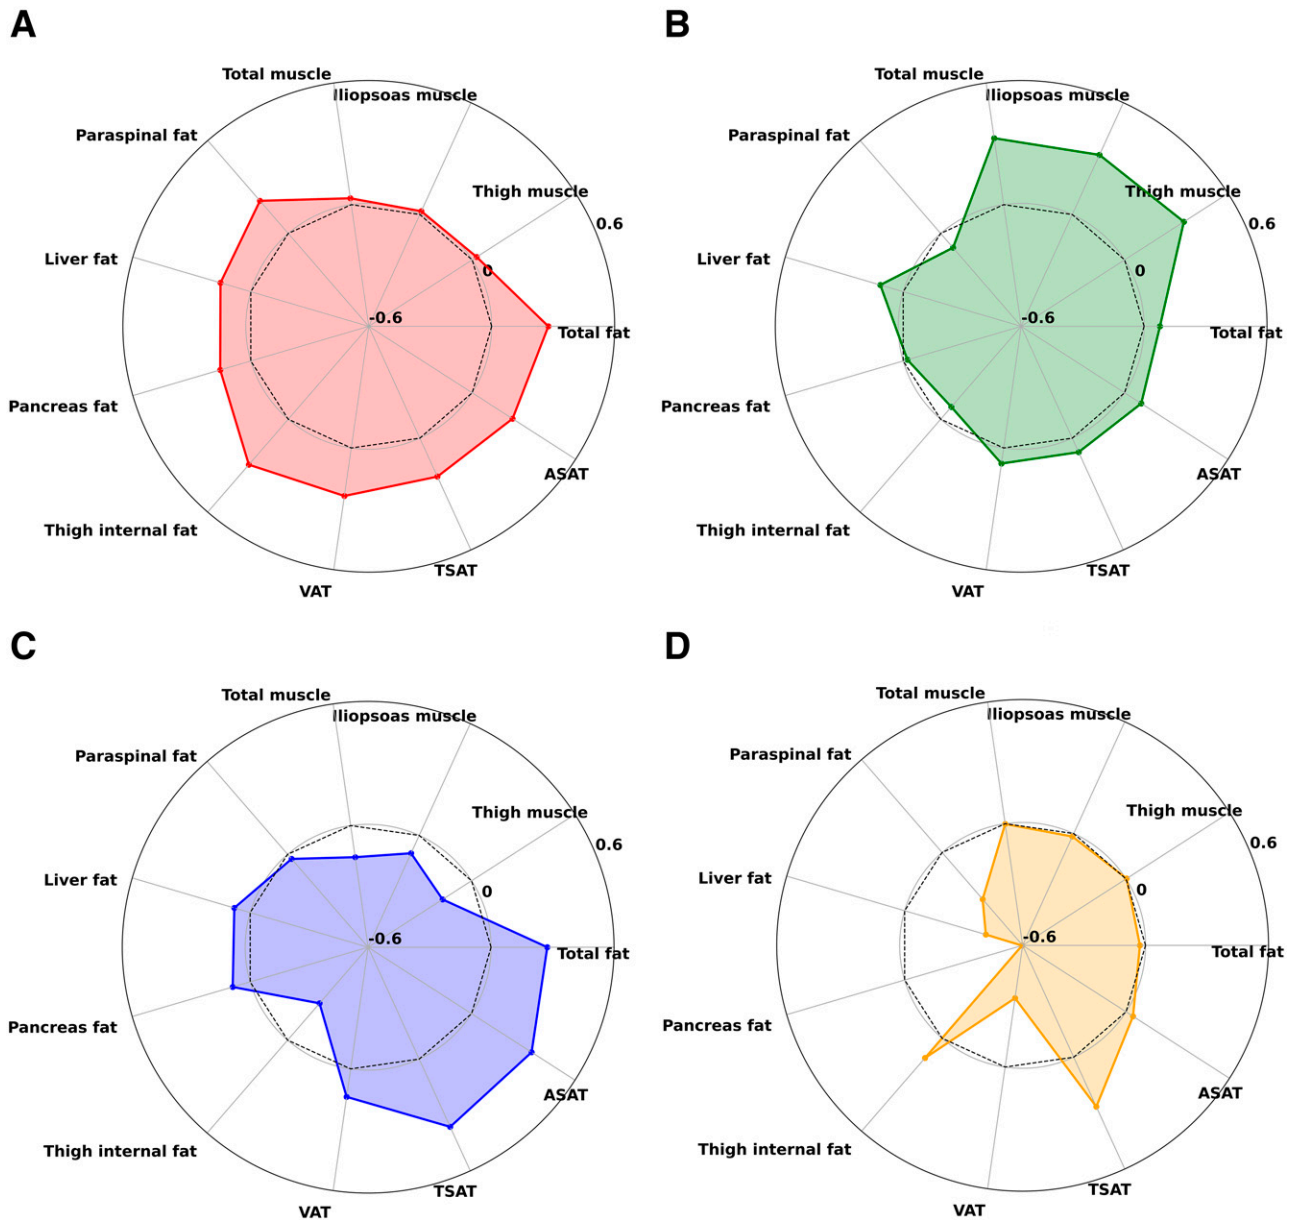 A
B
Total muscle
Iliopsoas muscle
Paraspinal fat
Thigh muscle
0.6
Liver fat
0
-0.6
Total fat
Pancreas fat
ASAT
Thigh internal fat
TSAT
VAT
Total muscle
Iliopsoas muscle
Paraspinal fat
Thigh muscle
0.6
Liver fat
0
-0.6
Total fat
Pancreas fat
ASAT
Thigh internal fat
TSAT
VAT
C
D
Total muscle
Iliopsoas muscle
Paraspinal fat
Thigh muscle
0.6
Liver fat
0
-0.6
Total fat
Pancreas fat
ASAT
Thigh internal fat
TSAT
VAT
Total muscle
Iliopsoas muscle
Paraspinal fat
Thigh muscle
0.6
Liver fat
0
-0.6
Total fat
Pancreas fat
ASAT
Thigh internal fat
TSAT
VAT